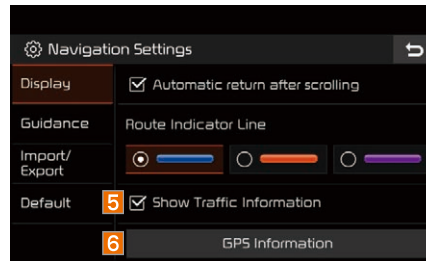 Navigation Settings
Display
Automatic return after scrolling
Guidance
Route Indicator Line
Import/
Export
Default
5
Show Traffic Information
6
GPS Information